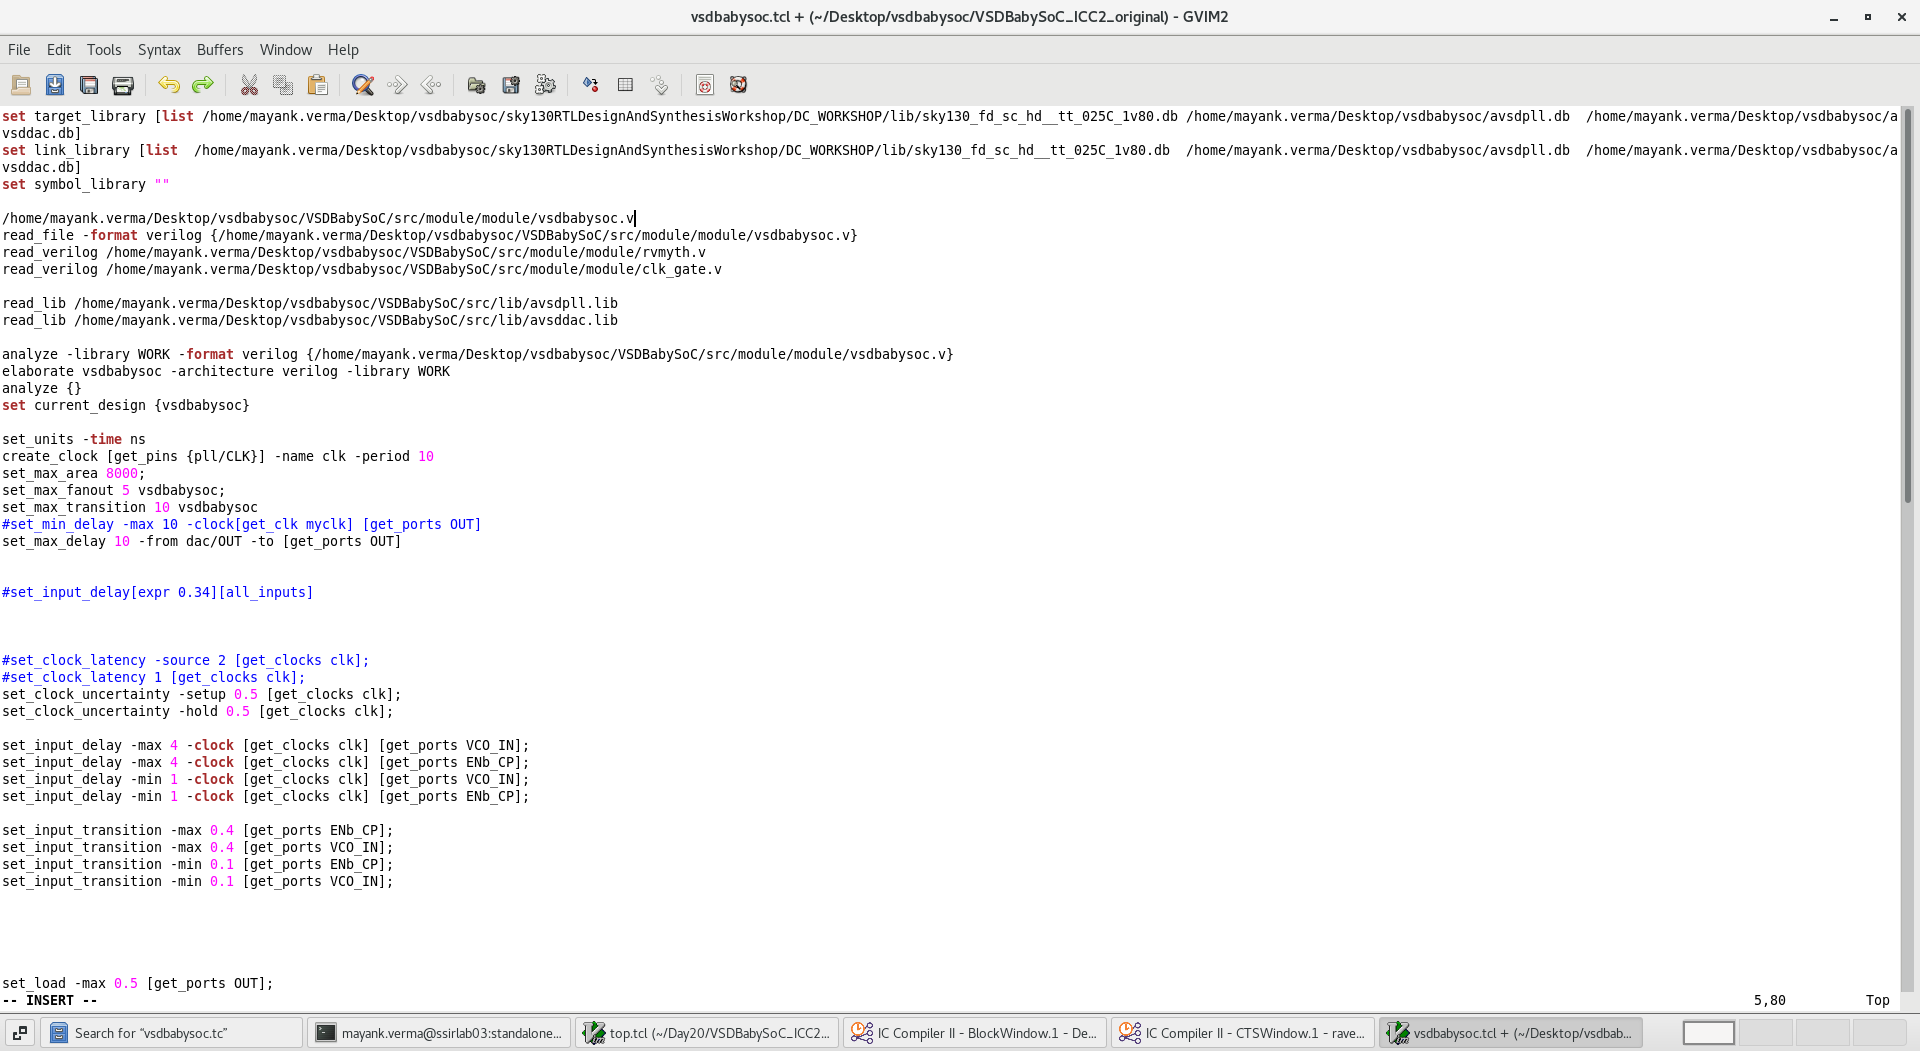 vsdbabysoc.tcl + (~/Desktop/vsdbabysoc/VSDBabySoC_ICC2_original) - GVIM2
File Edit Tools Syntax Buffers Window Help
set target_library [list /home/mayank.verma/Desktop/vsdbabysoc/sky130RTLDesignAndSynthesisWorkshop/DC_WORKSHOP/lib/sky130_fd_sc_hd__tt_025C_1v80.db /home/mayank.verma/Desktop/vsdbabysoc/avsdpll.db  /home/mayank.verma/Desktop/vsdbabysoc/a
vsddac.db]
set link_library [list  /home/mayank.verma/Desktop/vsdbabysoc/sky130RTLDesignAndSynthesisWorkshop/DC_WORKSHOP/lib/sky130_fd_sc_hd__tt_025C_1v80.db  /home/mayank.verma/Desktop/vsdbabysoc/avsdpll.db  /home/mayank.verma/Desktop/vsdbabysoc/a
vsddac.db]
set symbol_library ""
/home/mayank.verma/Desktop/vsdbabysoc/VSDBabySoC/src/module/module/vsdbabysoc.v
read_file -format verilog {/home/mayank.verma/Desktop/vsdbabysoc/VSDBabySoC/src/module/module/vsdbabysoc.v}
read_verilog /home/mayank.verma/Desktop/vsdbabysoc/VSDBabySoC/src/module/module/rvmyth.v
read_verilog /home/mayank.verma/Desktop/vsdbabysoc/VSDBabySoC/src/module/module/clk_gate.v
read_lib /home/mayank.verma/Desktop/vsdbabysoc/VSDBabySoC/src/lib/avsdpll.lib
read_lib /home/mayank.verma/Desktop/vsdbabysoc/VSDBabySoC/src/lib/avsddac.lib
analyze -library WORK -format verilog {/home/mayank.verma/Desktop/vsdbabysoc/VSDBabySoC/src/module/module/vsdbabysoc.v}
elaborate vsdbabysoc -architecture verilog -library WORK
analyze {}
set current_design {vsdbabysoc}
set_units -time ns
create_clock [get_pins {pll/CLK}] -name clk -period 10
set_max_area 8000;
set_max_fanout 5 vsdbabysoc;
set_max_transition 10 vsdbabysoc
#set_min_delay -max 10 -clock[get_clk myclk] [get_ports OUT]
set_max_delay 10 -from dac/OUT -to [get_ports OUT]
#set_input_delay[expr 0.34][all_inputs]
#set_clock_latency -source 2 [get_clocks clk];
#set_clock_latency 1 [get_clocks clk];
set_clock_uncertainty -setup 0.5 [get_clocks clk];
set_clock_uncertainty -hold 0.5 [get_clocks clk];
set_input_delay -max 4 -clock [get_clocks clk] [get_ports VCO_IN];
set_input_delay -max 4 -clock [get_clocks clk] [get_ports ENb_CP];
set_input_delay -min 1 -clock [get_clocks clk] [get_ports VCO_IN];
set_input_delay -min 1 -clock [get_clocks clk] [get_ports ENb_CP];
set_input_transition -max 0.4 [get_ports ENb_CP];
set_input_transition -max 0.4 [get_ports VCO_IN];
set_input_transition -min 0.1 [get_ports ENb_CP];
set_input_transition -min 0.1 [get_ports VCO_IN];
set_load -max 0.5 [get_ports OUT];
-- INSERT -- 5,80 Top
Search for “vsdbabysoc.tc” mayank.verma@ssirlab03:standalone... top.tcl (~/Day20/VSDBabySoC_ICC2... IC Compiler II - BlockWindow.1 - De... IC Compiler II - CTSWindow.1 - rave... vsdbabysoc.tcl + (~/Desktop/vsdbab...